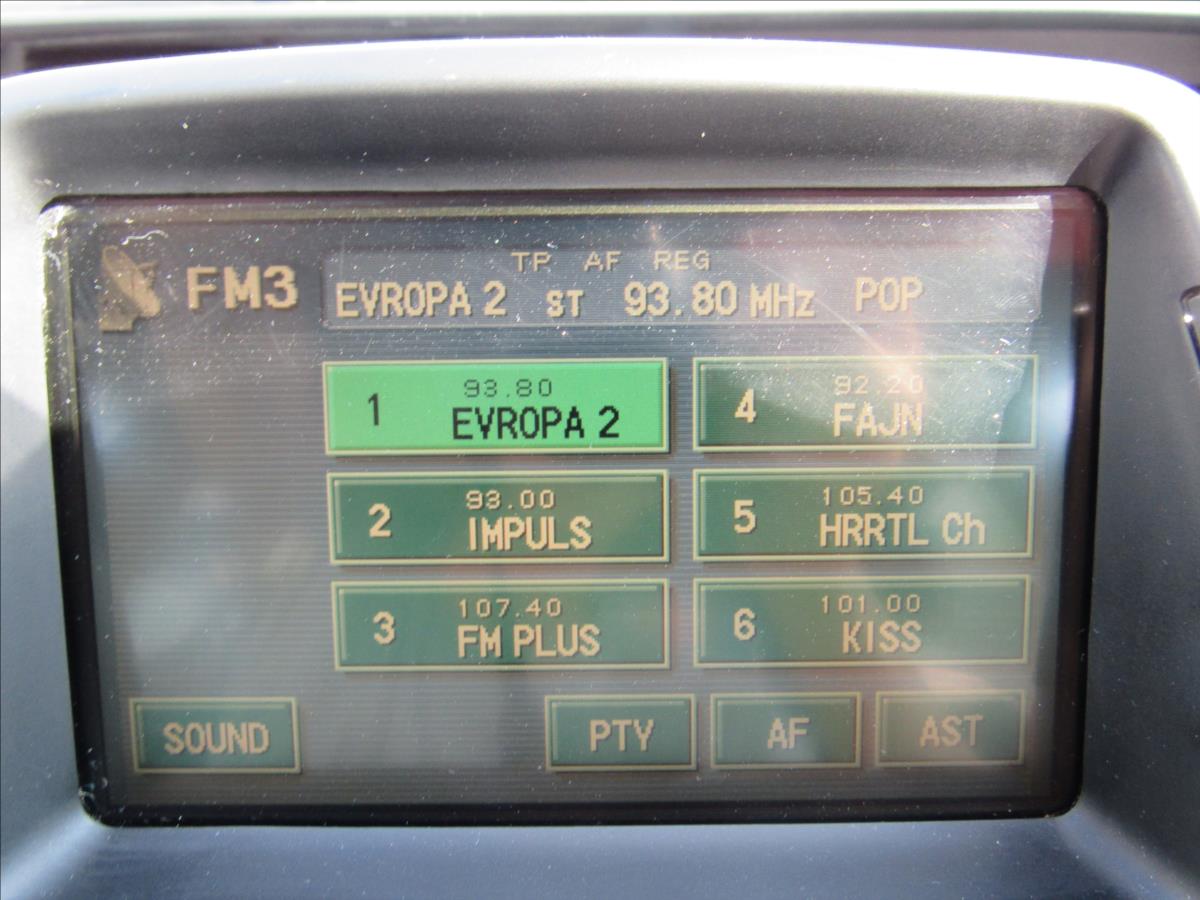 TP AF REG
FM3 EVROPA 2 ST 93.80 MHz POP
1 93.80 EVROPA 2
4 92.20 FAJN
2 93.00 IMPULS
5 105.40 HRRTL Ch
3 107.40 FM PLUS
6 101.00 KISS
SOUND PTY AF AST